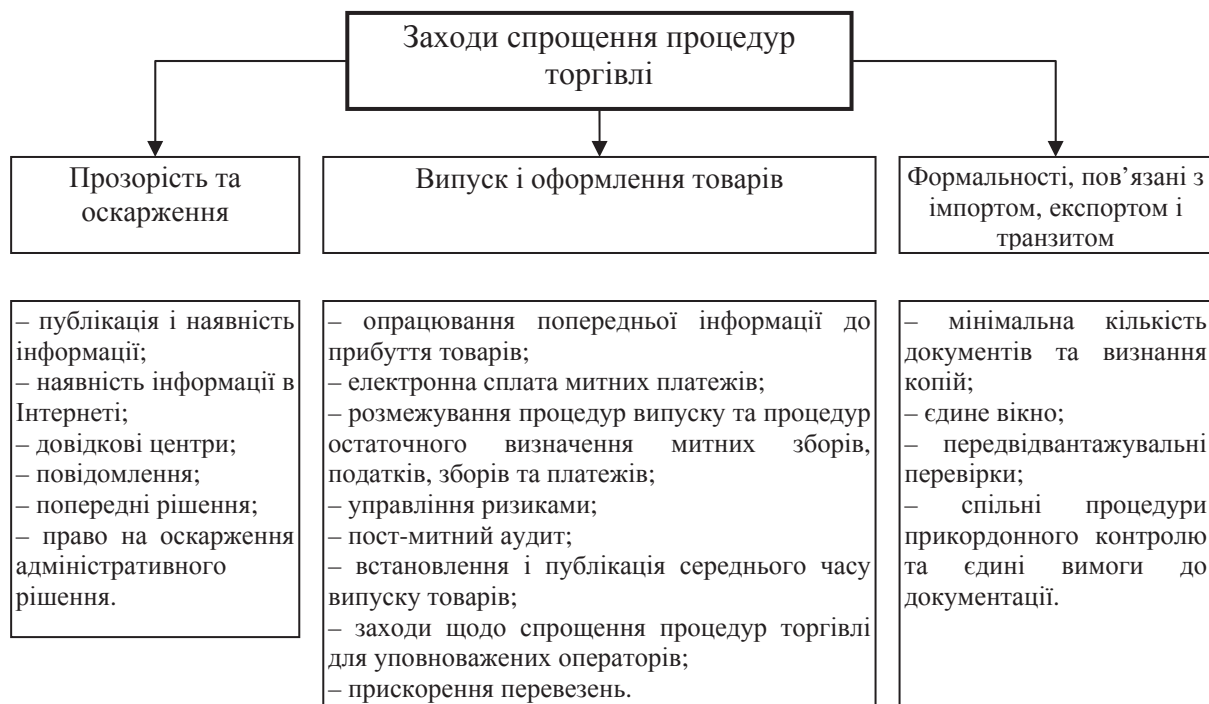 Заходи спрощення процедур
торгівлі
Прозорість та
оскарження
Випуск і оформлення товарів
Формальності, пов’язані з
імпортом, експортом і
транзитом
– публікація і наявність
інформації;
– наявність інформації в
Інтернеті;
– довідкові центри;
– повідомлення;
– попередні рішення;
– право на оскарження
адміністративного
рішення.
– опрацювання попередньої інформації до
прибуття товарів;
– електронна сплата митних платежів;
– розмежування процедур випуску та процедур
остаточного визначення митних зборів,
податків, зборів та платежів;
– управління ризиками;
– пост-митний аудит;
– встановлення і публікація середнього часу
випуску товарів;
– заходи щодо спрощення процедур торгівлі
для уповноважених операторів;
– прискорення перевезень.
– мінімальна кількість
документів та визнання
копій;
– єдине вікно;
– передвідвантажувальні
перевірки;
– спільні процедури
прикордонного контролю
та єдині вимоги до
документації.